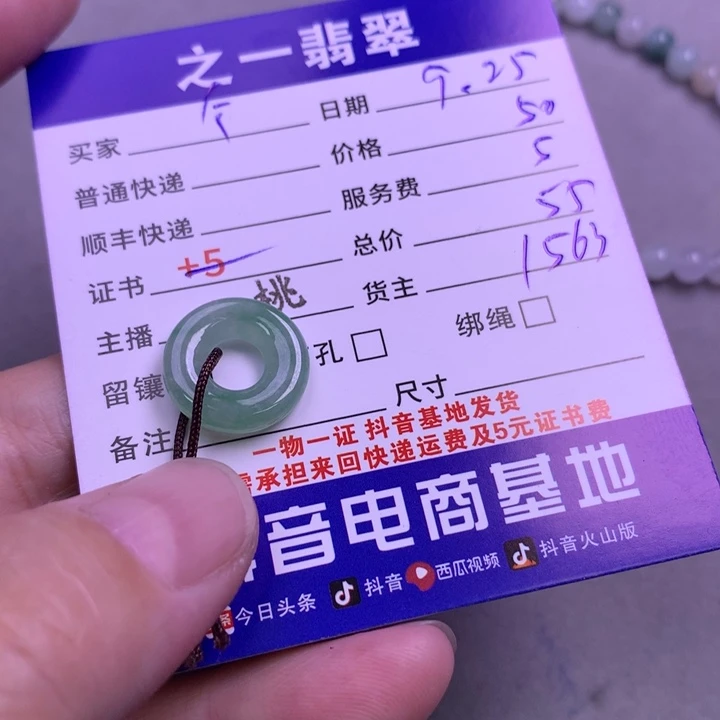 之一翡翠
买家 日期 9.25
普通快递 价格 50
顺丰快递 服务费 5
证书 +5 总价 55
主播 桃 货主 1563
留镶 孔 绑绳
备注 尺寸
一物一证 抖音基地发货
承担来回快递运费及5元证书费
音电商基地
今日头条 抖音 西瓜视频 抖音火山版